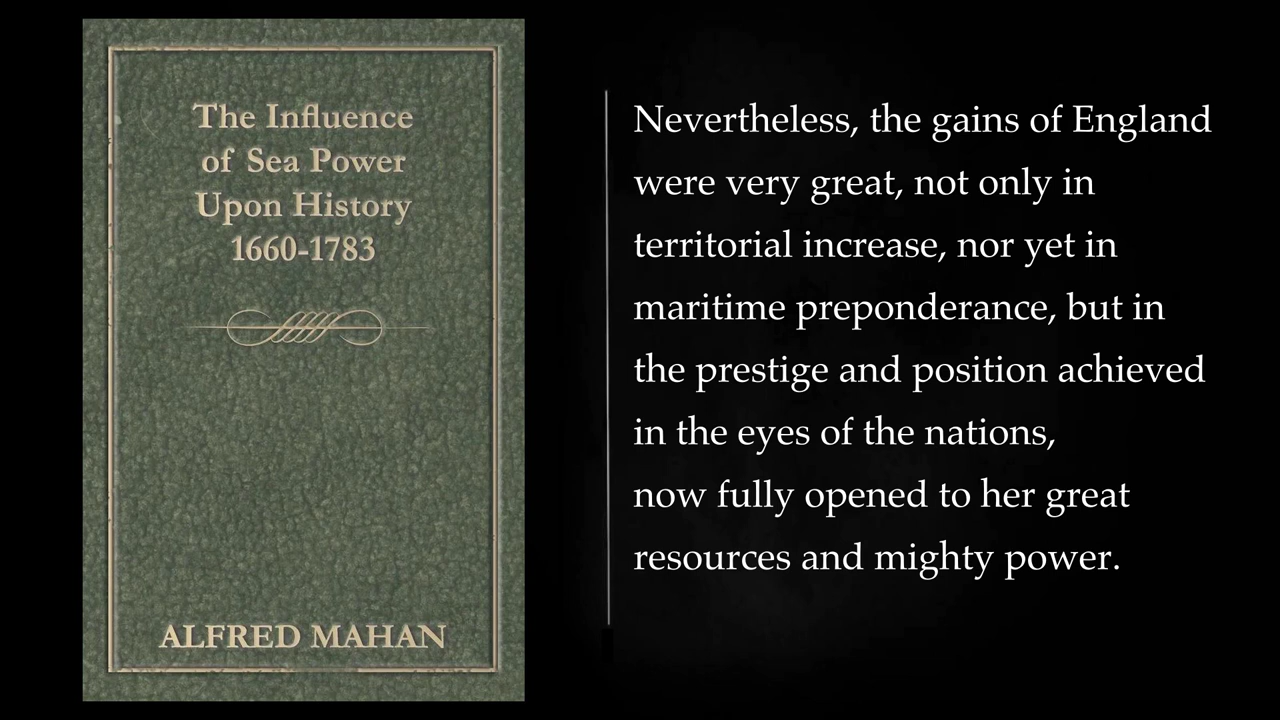 The Influence
of Sea Power
Upon History
1660-1783
ALFRED MAHAN
Nevertheless, the gains of England
were very great, not only in
territorial increase, nor yet in
maritime preponderance, but in
the prestige and position achieved
in the eyes of the nations,
now fully opened to her great
resources and mighty power.